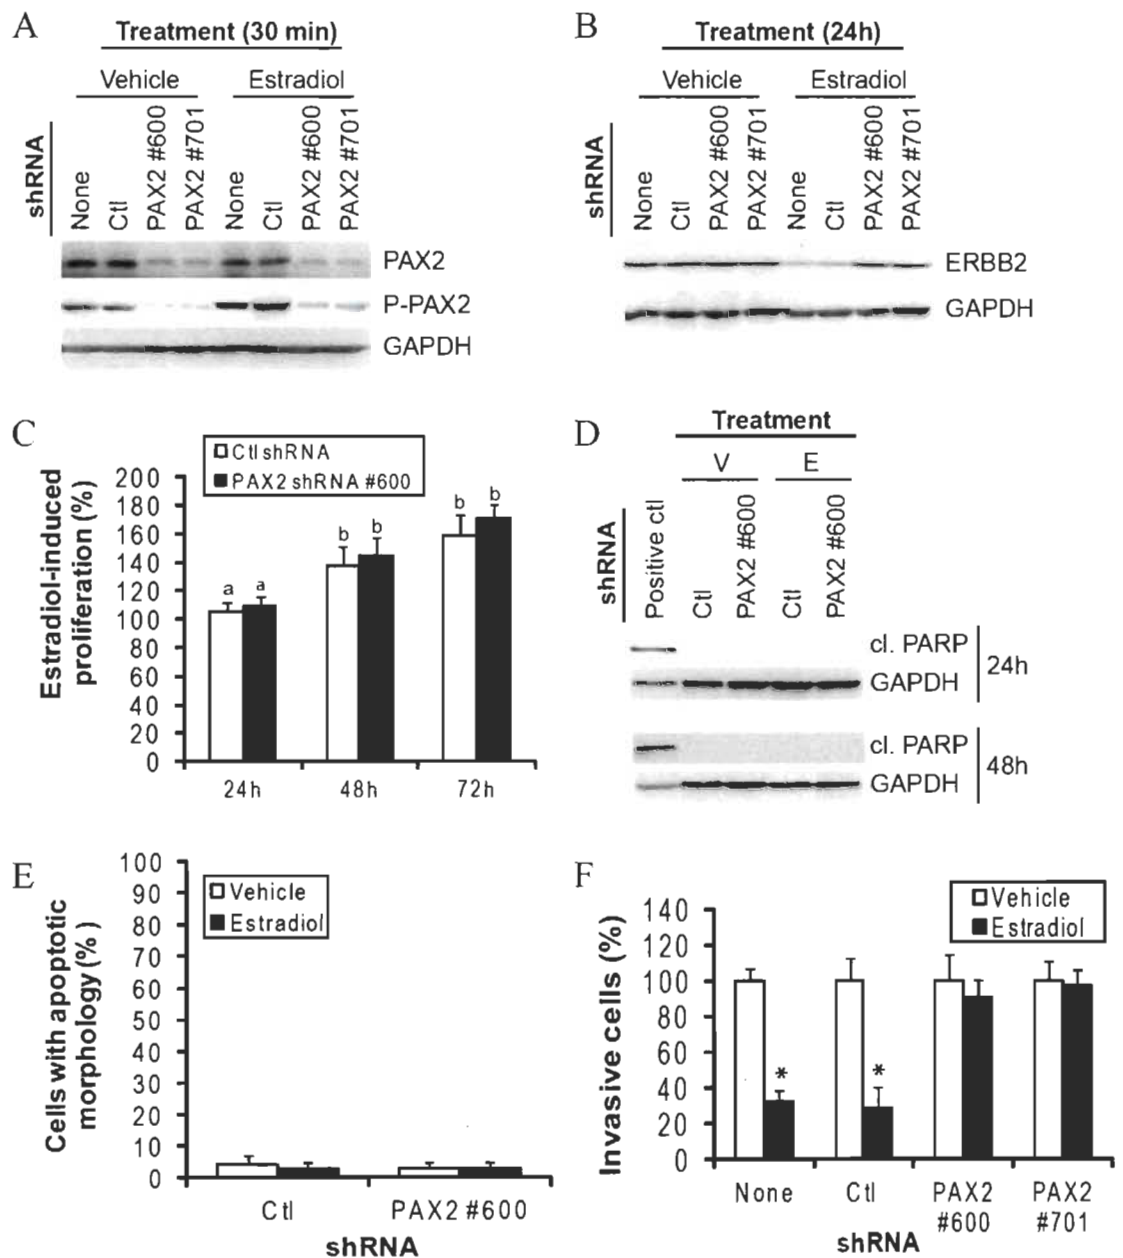 A
Treatment (30 min)
Vehicle Estradiol
shRNA
None
Ctl
PAX2 #600
PAX2 #701
None
Ctl
PAX2 #600
PAX2 #701
PAX2
P-PAX2
GAPDH
B
Treatment (24h)
Vehicle Estradiol
shRNA
None
Ctl
PAX2 #600
PAX2 #701
None
Ctl
PAX2 #600
PAX2 #701
ERBB2
GAPDH
C
Ctl shRNA
PAX2 shRNA #600
Estradiol-induced
proliferation (%)
200
180
160
140
120
100
80
60
40
20
0
a a
b b
b b
24h 48h 72h
D
Treatment
V E
shRNA
Positive ctl
Ctl
PAX2 #600
Ctl
PAX2 #600
cl. PARP
GAPDH
24h
cl. PARP
GAPDH
48h
E
Vehicle
Estradiol
Cells with apoptotic
morphology (%)
100
90
80
70
60
50
40
30
20
10
0
Ctl PAX2 #600
shRNA
F
Vehicle
Estradiol
Invasive cells (%)
140
120
100
80
60
40
20
0
* *
None Ctl PAX2 PAX2
#600 #701
shRNA